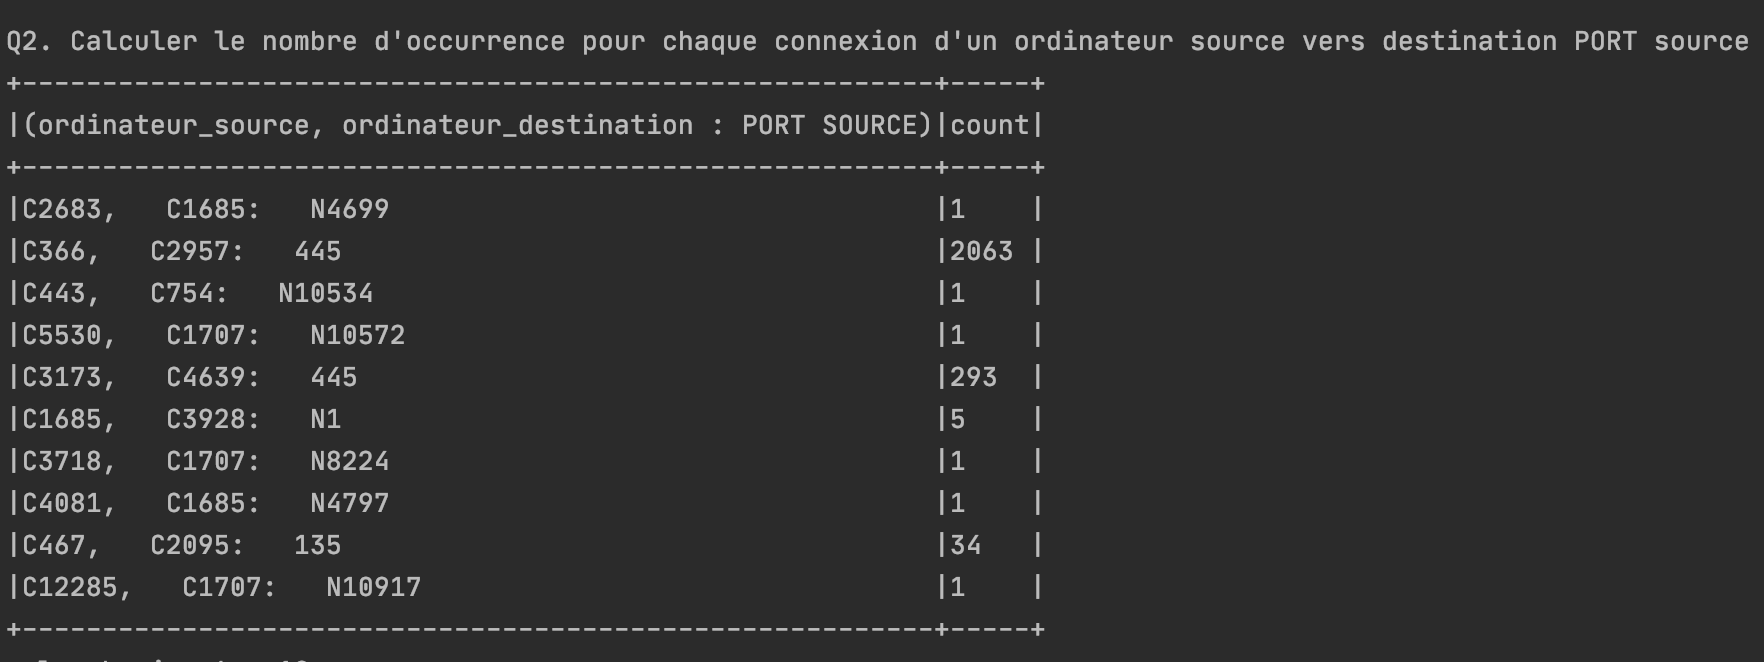 Q2. Calculer le nombre d'occurrence pour chaque connexion d'un ordinateur source vers destination PORT source
+---------------------------------------------------------+-----+
|(ordinateur_source, ordinateur_destination : PORT SOURCE)|count|
+---------------------------------------------------------+-----+
|C2683,   C1685:   N4699                                  |1    |
|C366,   C2957:   445                                     |2063 |
|C443,   C754:   N10534                                   |1    |
|C5530,   C1707:   N10572                                 |1    |
|C3173,   C4639:   445                                    |293  |
|C1685,   C3928:   N1                                     |5    |
|C3718,   C1707:   N8224                                  |1    |
|C4081,   C1685:   N4797                                  |1    |
|C467,   C2095:   135                                     |34   |
|C12285,   C1707:   N10917                                |1    |
+---------------------------------------------------------+-----+